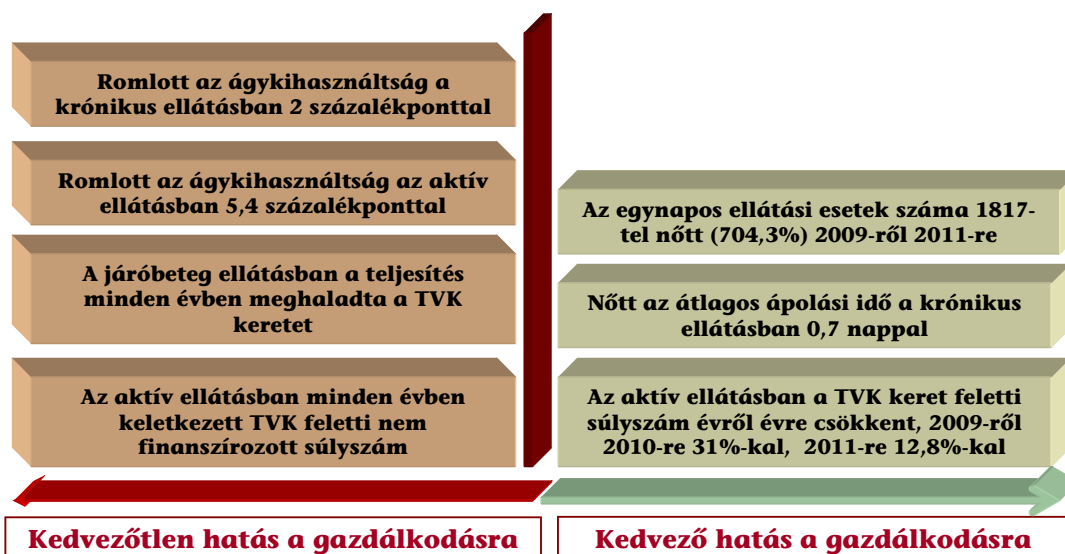 Romlott az ágykihasználtság a
krónikus ellátásban 2 százalékponttal
Romlott az ágykihasználtság az aktív
ellátásban 5,4 százalékponttal
A járóbeteg ellátásban a teljesítés
minden évben meghaladta a TVK
keretet
Az aktív ellátásban minden évben
keletkezett TVK feletti nem
finanszírozott súlyszám
Az egynapos ellátási esetek száma 1817-
tel nőtt (704,3%) 2009-ről 2011-re
Nőtt az átlagos ápolási idő a krónikus
ellátásban 0,7 nappal
Az aktív ellátásban a TVK keret feletti
súlyszám évről évre csökkent, 2009-ről
2010-re 31%-kal, 2011-re 12,8%-kal
Kedvezőtlen hatás a gazdálkodásra
Kedvező hatás a gazdálkodásra